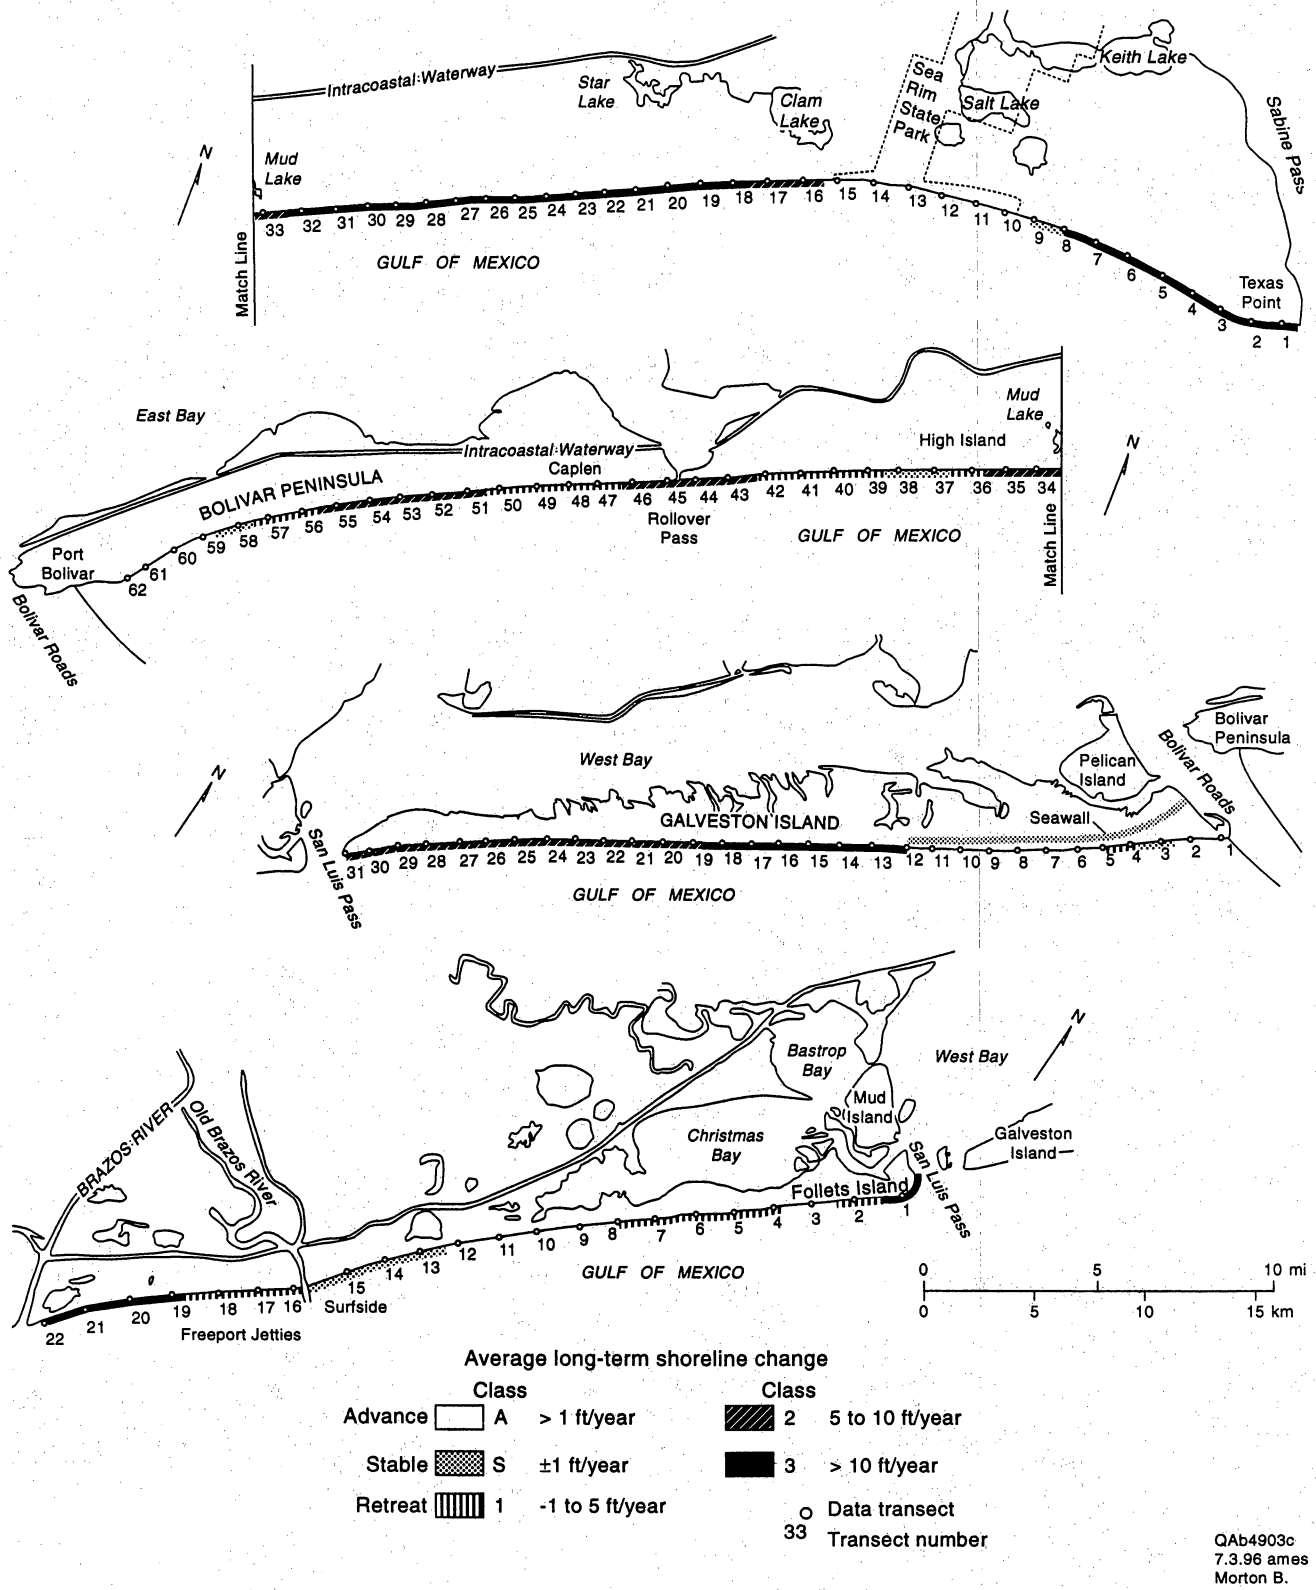 Intracoastal Waterway
Star
Lake
Clam
Lake
Sea
Rim
State
Park
Salt Lake
Keith Lake
Sabine Pass
N
Mud
Lake
33 32 31 30 29 28 27 26 25 24 23 22 21 20 19 18 17 16 15 14 13 12 11 10 9 8 7 6 5 4 3 2 1
Texas
Point
Match Line
GULF OF MEXICO
East Bay
Intracoastal Waterway
Caplen
Mud
Lake
High Island
N
BOLIVAR PENINSULA
62 61 60 59 58 57 56 55 54 53 52 51 50 49 48 47 46 45 44 43 42 41 40 39 38 37 36 35 34
Rollover
Pass
GULF OF MEXICO
Match Line
Port
Bolivar
Bolivar Roads
N
West Bay
Pelican
Island
Bolivar Roads
Bolivar
Peninsula
GALVESTON ISLAND
Seawall
San Luis Pass
31 30 29 28 27 26 25 24 23 22 21 20 19 18 17 16 15 14 13 12 11 10 9 8 7 6 5 4 3 2 1
GULF OF MEXICO
Bastrop
Bay
West Bay
N
Mud
Island
BRAZOS RIVER
Old Brazos River
Christmas
Bay
Galveston
Island
San Luis Pass
Follets Island
22 21 20 19 18 17 16 15 14 13 12 11 10 9 8 7 6 5 4 3 2 1
Surfside
Freeport Jetties
GULF OF MEXICO
0 5 10 mi
0 5 10 15 km
Average long-term shoreline change
Class Class
Advance A > 1 ft/year 2 5 to 10 ft/year
Stable S ±1 ft/year 3 > 10 ft/year
Retreat 1 -1 to 5 ft/year
Data transect
33 Transect number
QAb4903c
7.3.96 ames
Morton B.